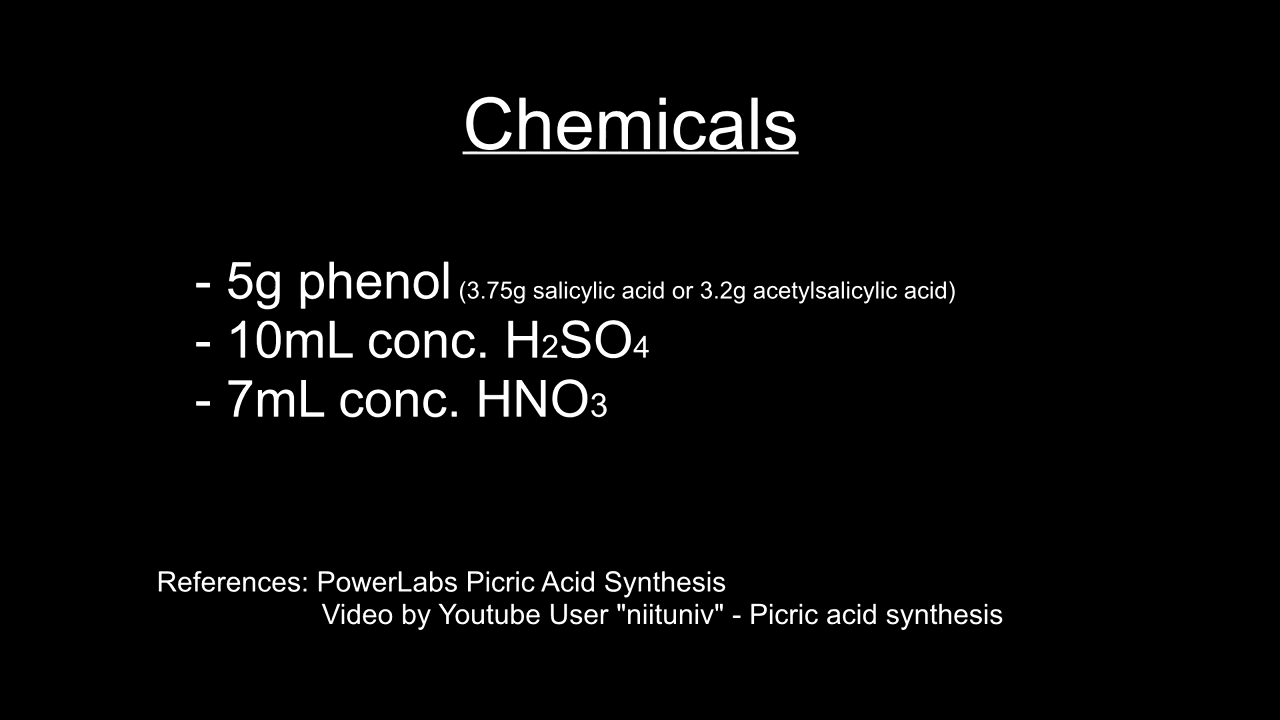 Chemicals
- 5g phenol (3.75g salicylic acid or 3.2g acetylsalicylic acid)
- 10mL conc. H2SO4
- 7mL conc. HNO3
References: PowerLabs Picric Acid Synthesis
Video by Youtube User "niituniv" - Picric acid synthesis